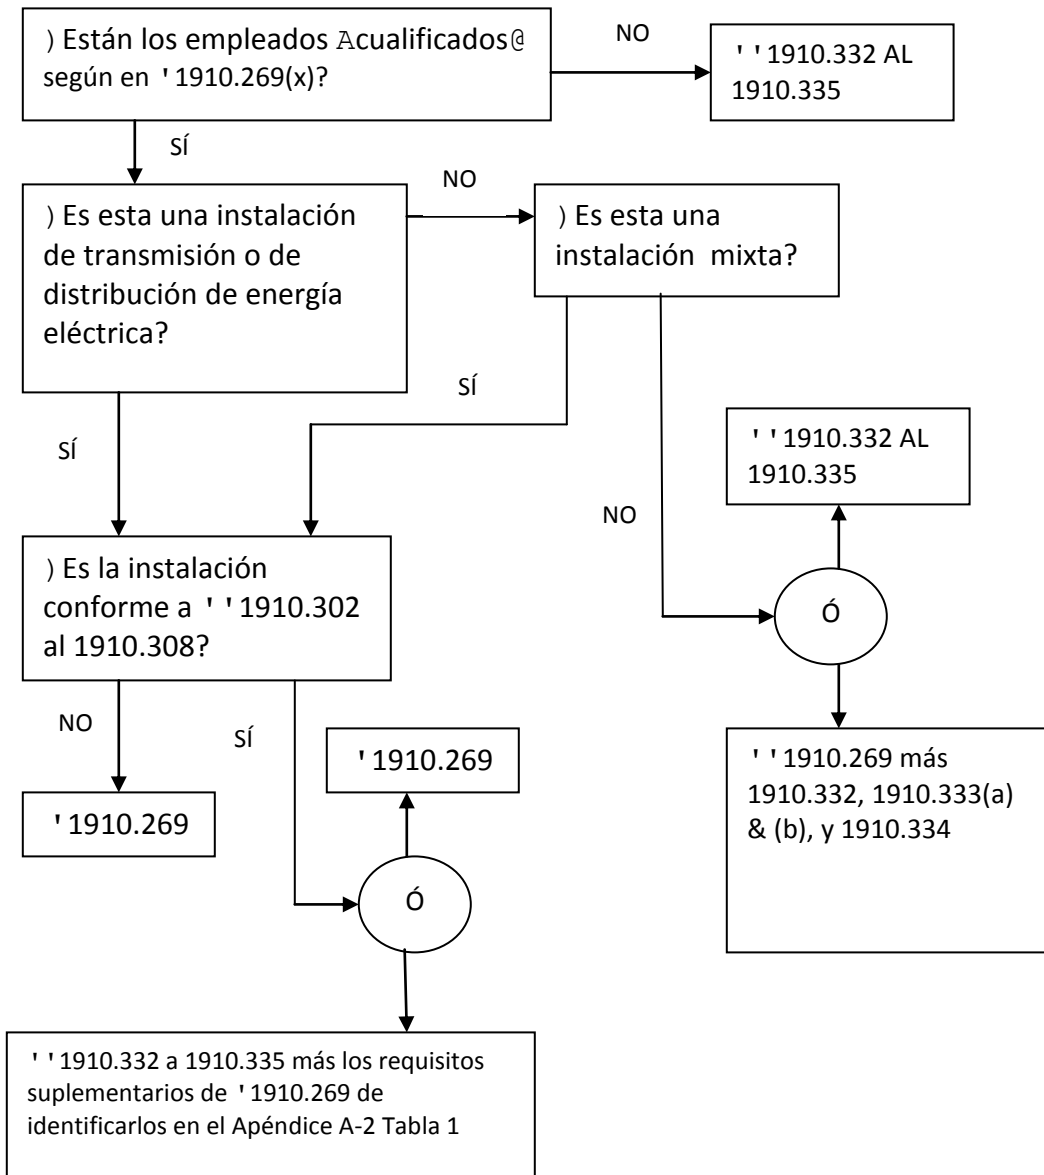 ) Están los empleados Acualificados@
según en '1910.269(x)?
NO
' '1910.332 AL
1910.335
SÍ
) Es esta una instalación
de transmisión o de
distribución de energía
eléctrica?
NO
) Es esta una
instalación mixta?
SÍ
SÍ
' '1910.332 AL
1910.335
NO
) Es la instalación
conforme a ' '1910.302
al 1910.308?
Ó
NO
SÍ
'1910.269
'1910.269
Ó
' '1910.269 más
1910.332, 1910.333(a)
& (b), y 1910.334
' '1910.332 a 1910.335 más los requisitos
suplementarios de '1910.269 de
identificarlos en el Apéndice A-2 Tabla 1